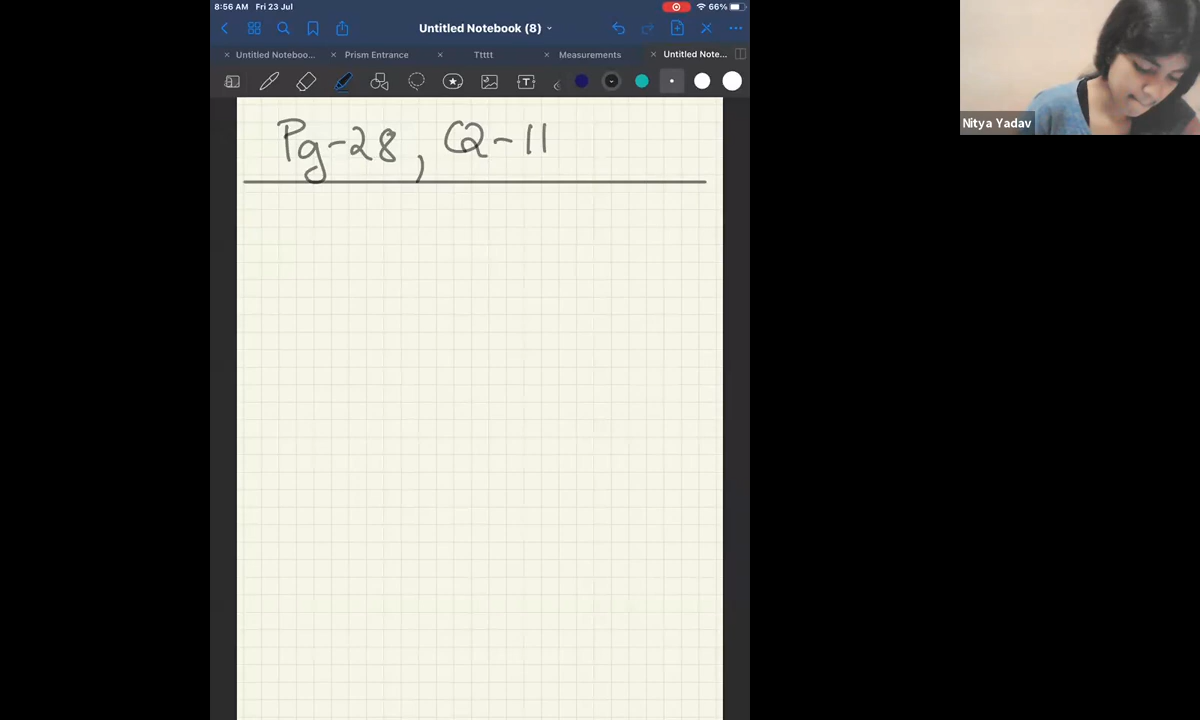 8:56 AM Fri 23 Jul 66%
Untitled Notebook (8)
Untitled Noteboo... Prism Entrance Ttttt Measurements Untitled Note...
Pg-28, Q-11
Nitya Yadav